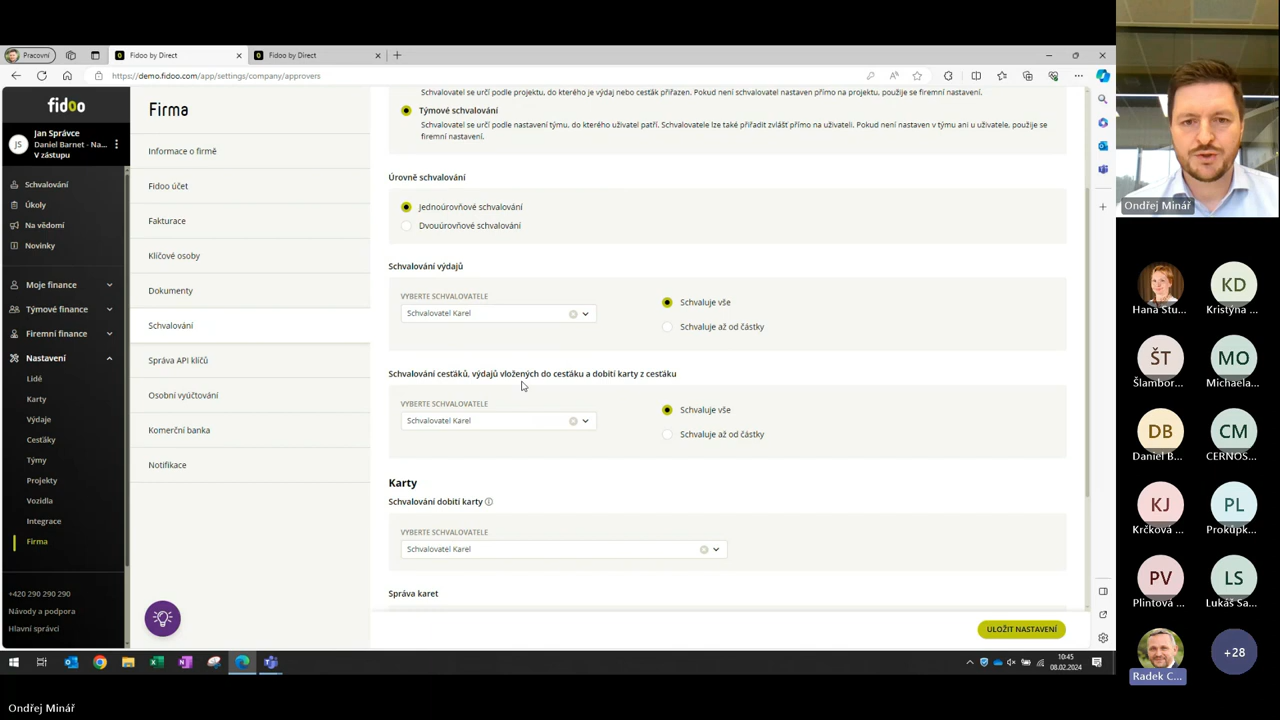 Pracovní
Fidoo by Direct
Fidoo by Direct
https://demo.fidoo.com/app/settings/company/approvers
fidoo
JS
Jan Správce
Daniel Barnet - Na...
V zástupu
Schvalování
Úkoly
Na vědomí
Novinky
Moje finance
Týmové finance
Firemní finance
Nastavení
Lidé
Karty
Výdaje
Cesťáky
Týmy
Projekty
Vozidla
Integrace
Firma
+420 290 290 290
Návody a podpora
Hlavní správci
Firma
Informace o firmě
Fidoo účet
Fakturace
Klíčové osoby
Dokumenty
Schvalování
Správa API klíčů
Osobní vyúčtování
Komerční banka
Notifikace
Schvalovatel se určí podle projektu, do kterého je výdaj nebo cesťák přiřazen. Pokud není schvalovatel nastaven přímo na projektu, použije se firemní nastavení.
Týmové schvalování
Schvalovatel se určí podle nastavení týmu, do kterého uživatel patří. Schvalovatele lze také přiřadit zvlášť přímo na uživateli. Pokud není nastaven v týmu ani u uživatele, použije se
firemní nastavení.
Úrovně schvalování
Jednoúrovňové schvalování
Dvouúrovňové schvalování
Schvalování výdajů
VYBERTE SCHVALOVATELE
Schvalovatel Karel
Schvaluje vše
Schvaluje až od částky
Schvalování cesťáků, výdajů vložených do cesťáku a dobití karty z cesťáku
VYBERTE SCHVALOVATELE
Schvalovatel Karel
Schvaluje vše
Schvaluje až od částky
Karty
Schvalování dobití karty
VYBERTE SCHVALOVATELE
Schvalovatel Karel
Správa karet
ULOŽIT NASTAVENÍ
10:45
08.02.2024
Ondřej Minář
Hana Stu...
KD
Kristýna ...
ŠT
Šlambor...
MO
Michaela...
DB
Daniel B...
CM
CERNOS...
KJ
Krčková ...
PL
Prokůpk...
PV
Plintová ...
LS
Lukáš Sa...
Radek C...
+28
Ondřej Minář